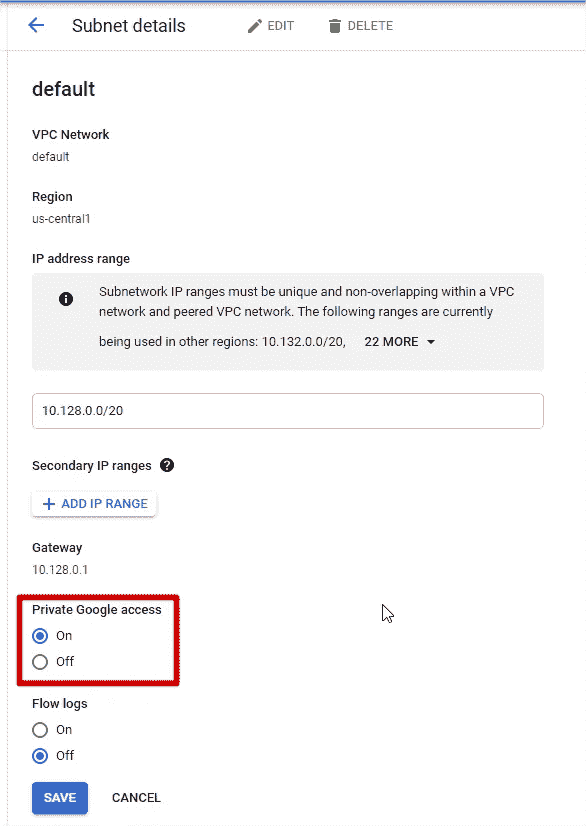 Subnet details EDIT DELETE
default
VPC Network
default
Region
us-central1
IP address range
Subnetwork IP ranges must be unique and non-overlapping within a VPC
network and peered VPC network. The following ranges are currently
being used in other regions: 10.132.0.0/20, 22 MORE
10.128.0.0/20
Secondary IP ranges
ADD IP RANGE
Gateway
10.128.0.1
Private Google access
On
Off
Flow logs
On
Off
SAVE CANCEL